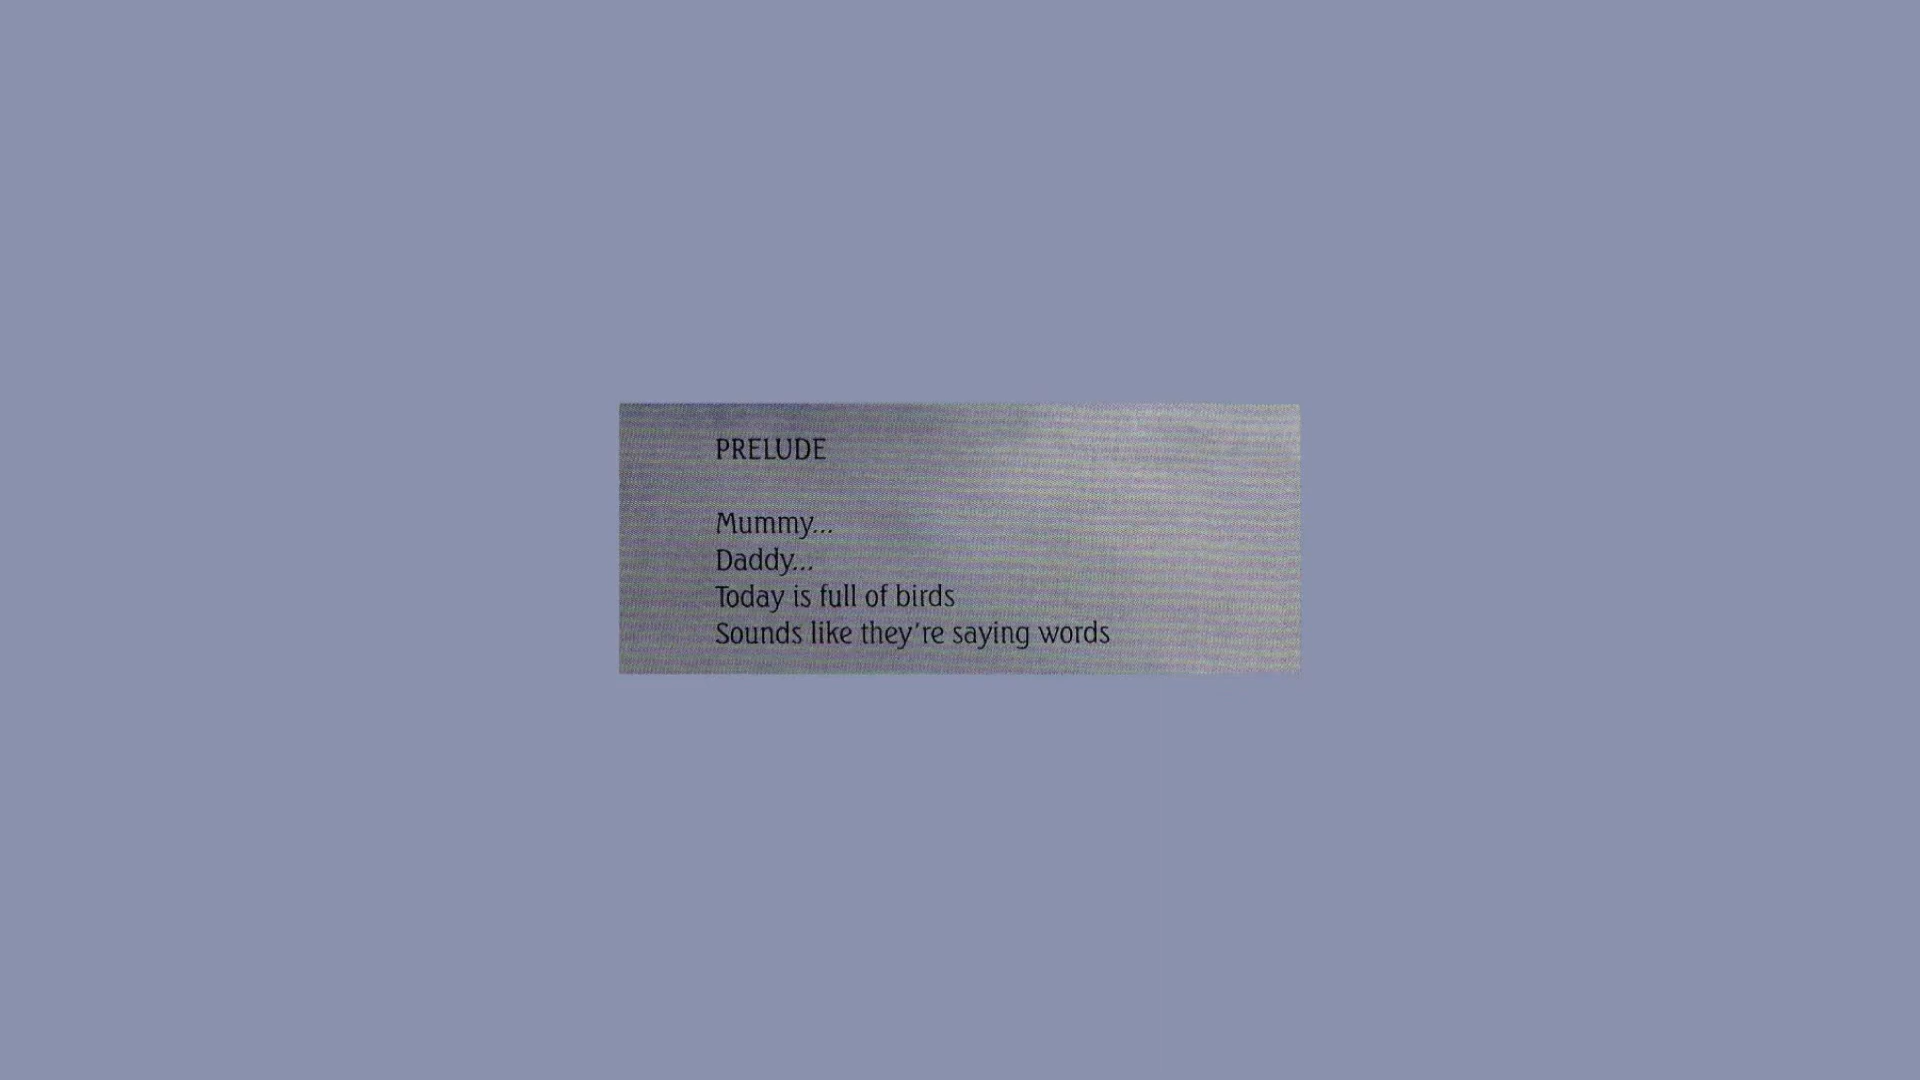 PRELUDE
Mummy...
Daddy...
Today is full of birds
Sounds like they're saying words